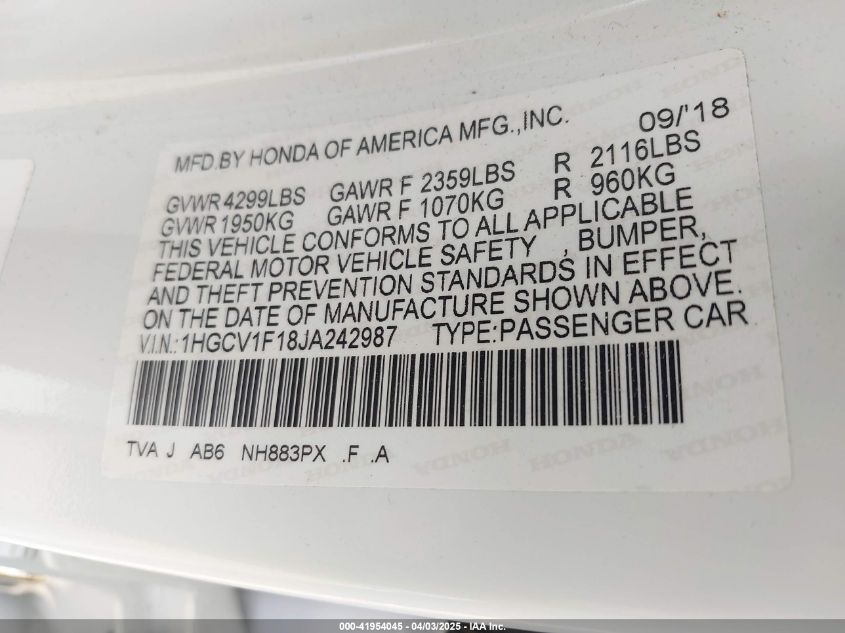 MFD.BY HONDA OF AMERICA MFG.,INC. 09/'18
GVWR 4299LBS GAWR F 2359LBS R 2116LBS
GVWR 1950KG GAWR F 1070KG R 960KG
THIS VEHICLE CONFORMS TO ALL APPLICABLE
FEDERAL MOTOR VEHICLE SAFETY , BUMPER,
AND THEFT PREVENTION STANDARDS IN EFFECT
ON THE DATE OF MANUFACTURE SHOWN ABOVE.
V.I.N.:1HGCV1F18JA242987 TYPE:PASSENGER CAR
TVA J AB6 NH883PX .F .A
HONDA HONDA HONDA
000-41954045 - 04/03/2025 - IAA Inc.